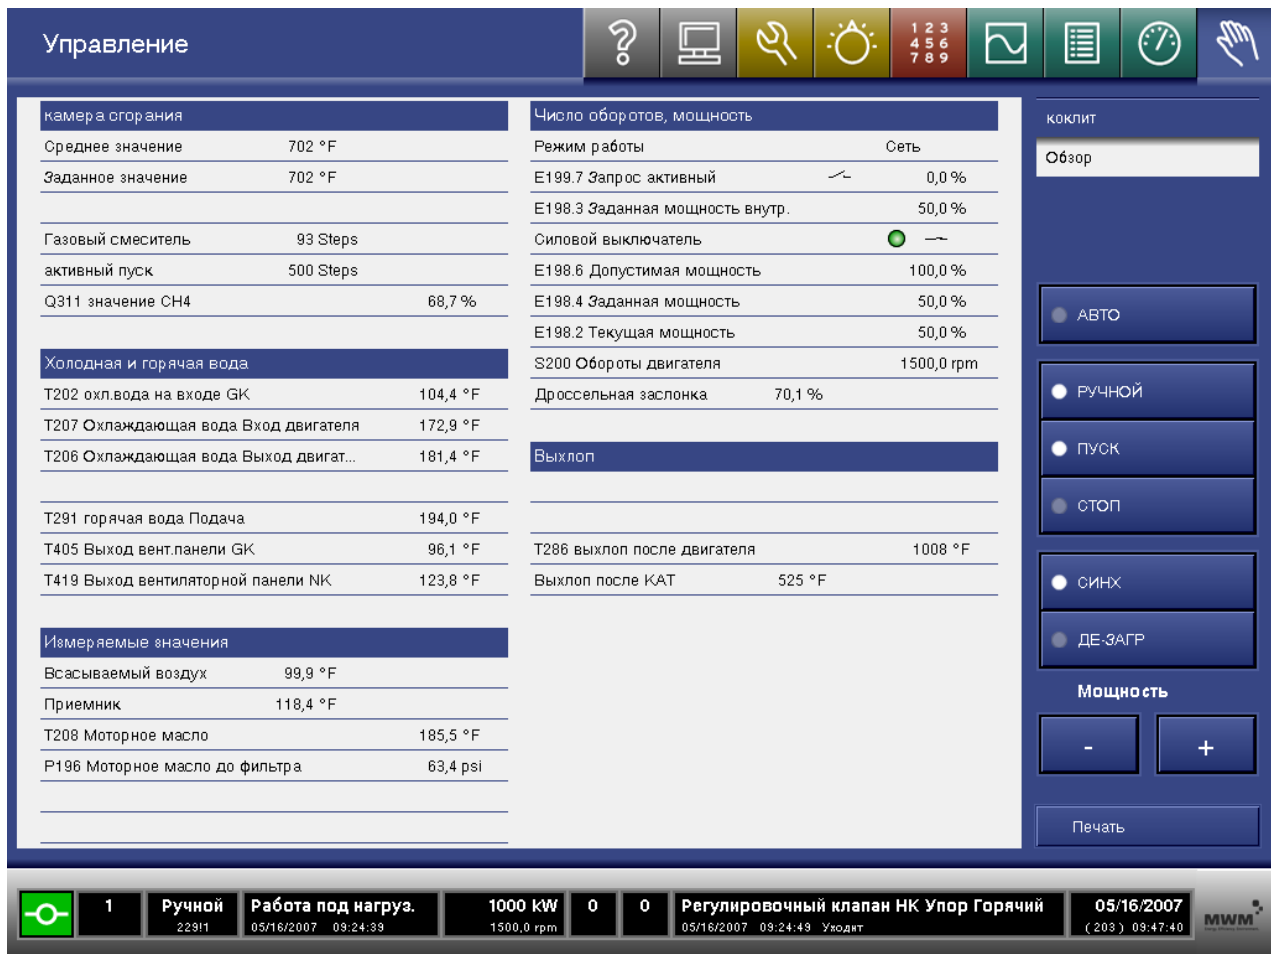 Управление
1 2 3
4 5 6
7 8 9
камера сгорания
Среднее значение 702 °F
Заданное значение 702 °F
Газовый смеситель 93 Steps
активный пуск 500 Steps
Q311 значение CH4 68,7 %
Холодная и горячая вода
T202 охл.вода на входе GK 104,4 °F
T207 Охлаждающая вода Вход двигателя 172,9 °F
T206 Охлаждающая вода Выход двигат... 181,4 °F
T291 горячая вода Подача 194,0 °F
T405 Выход вент.панели GK 96,1 °F
T419 Выход вентиляторной панели NK 123,8 °F
Измеряемые значения
Всасываемый воздух 99,9 °F
Приемник 118,4 °F
T208 Моторное масло 185,5 °F
P196 Моторное масло до фильтра 63,4 psi
Число оборотов, мощность
Режим работы Сеть
E199.7 Запрос активный 0,0 %
E198.3 Заданная мощность внутр. 50,0 %
Силовой выключатель
E198.6 Допустимая мощность 100,0 %
E198.4 Заданная мощность 50,0 %
E198.2 Текущая мощность 50,0 %
S200 Обороты двигателя 1500,0 rpm
Дроссельная заслонка 70,1 %
Выхлоп
T286 выхлоп после двигателя 1008 °F
Выхлоп после КАТ 525 °F
коклит
Обзор
АВТО
РУЧНОЙ
ПУСК
СТОП
СИНХ
ДЕ-ЗАГР
Мощность
- +
Печать
1
Ручной
229!1
Работа под нагруз.
05/16/2007 09:24:39
1000 kW
1500,0 rpm
0
0
Регулировочный клапан НК Упор Горячий
05/16/2007 09:24:49 Уходит
05/16/2007
( 203 ) 09:47:40
MWM